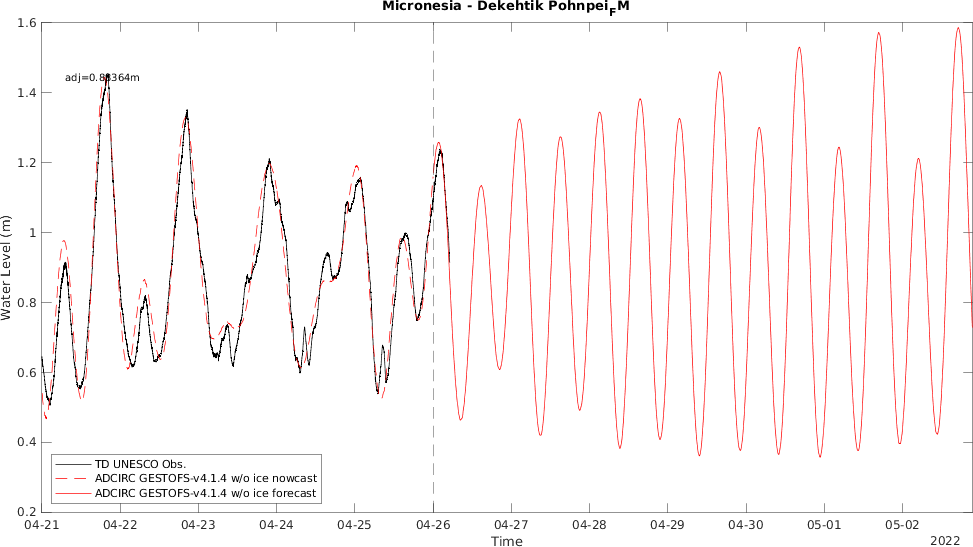 Micronesia - Dekehtik Pohnpei_FM
1.6
1.4
1.2
1
0.8
0.6
0.4
0.2
Water Level (m)
adj=0.88364m
TD UNESCO Obs.
ADCIRC GESTOFS-v4.1.4 w/o ice nowcast
ADCIRC GESTOFS-v4.1.4 w/o ice forecast
04-21 04-22 04-23 04-24 04-25 04-26 04-27 04-28 04-29 04-30 05-01 05-02
Time
2022